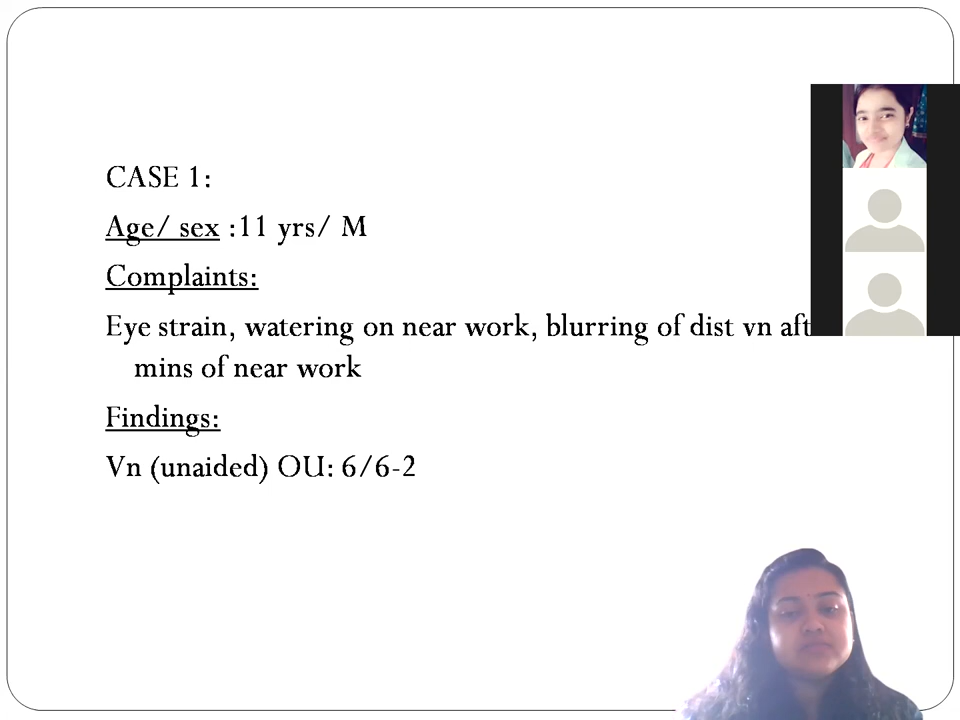 CASE 1:
Age/ sex :11 yrs/ M
Complaints:
Eye strain, watering on near work, blurring of dist vn aft
mins of near work
Findings:
Vn (unaided) OU: 6/6-2